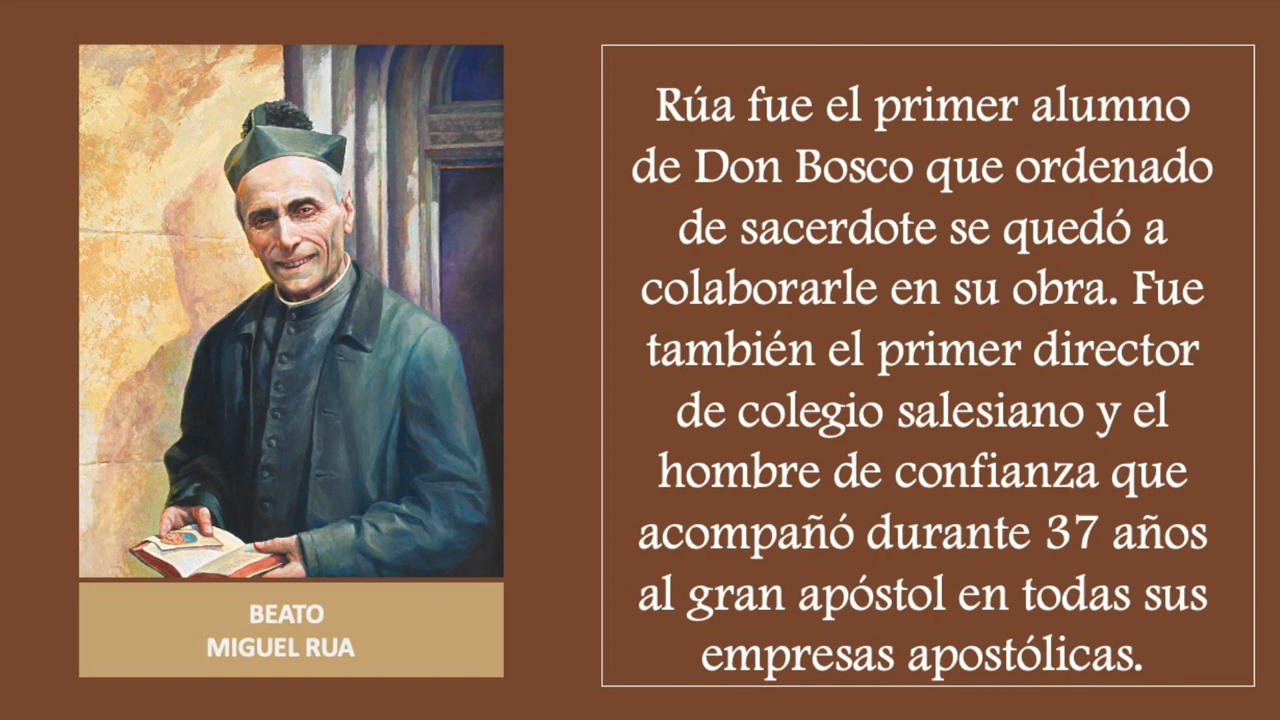 BEATO
MIGUEL RUA
Rúa fue el primer alumno
de Don Bosco que ordenado
de sacerdote se quedó a
colaborarle en su obra. Fue
también el primer director
de colegio salesiano y el
hombre de confianza que
acompañó durante 37 años
al gran apóstol en todas sus
empresas apostólicas.